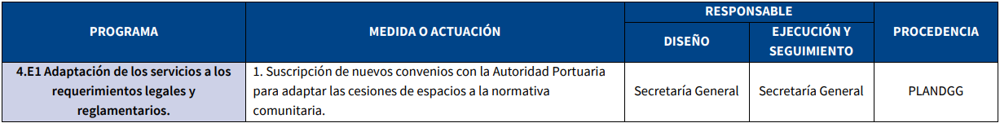 PROGRAMA
MEDIDA O ACTUACIÓN
RESPONSABLE
DISEÑO
EJECUCIÓN Y
SEGUIMIENTO
PROCEDENCIA
4.E1 Adaptación de los servicios a los
requerimientos legales y
reglamentarios.
1. Suscripción de nuevos convenios con la Autoridad Portuaria
para adaptar las cesiones de espacios a la normativa
comunitaria.
Secretaría General
Secretaría General
PLANDGG